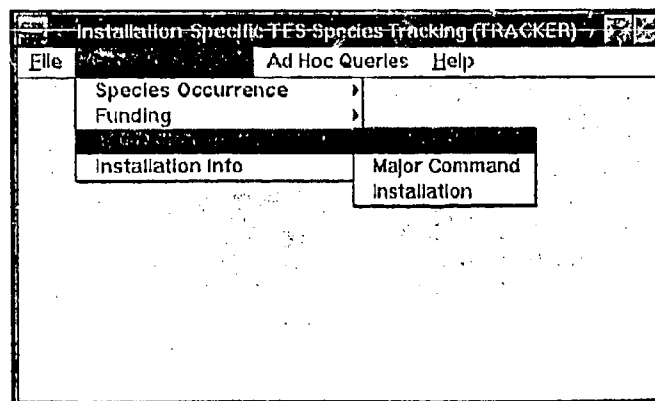 Installation-Specific TES Species Tracking (TRACKER)
File Ad Hoc Queries Help
Species Occurrence
Funding
Installation Info Major Command
Installation